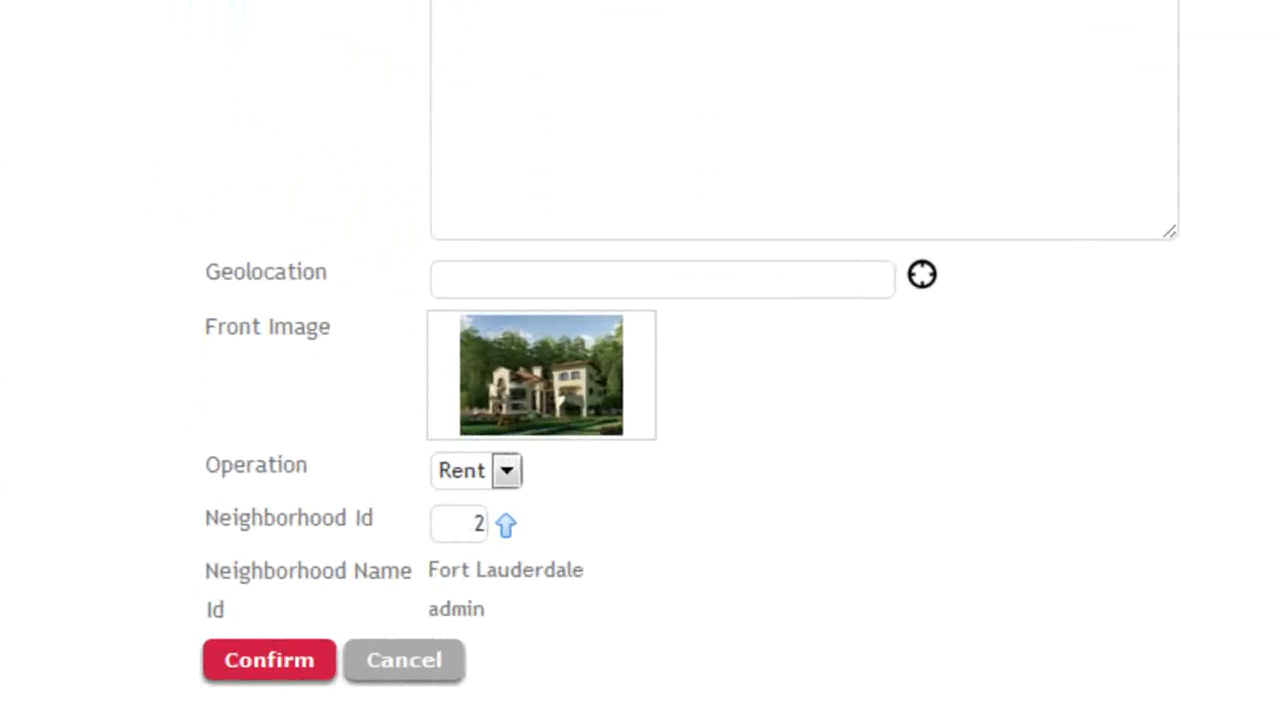 Geolocation
Front Image
Operation Rent
Neighborhood Id 2
Neighborhood Name Fort Lauderdale
Id admin
Confirm Cancel